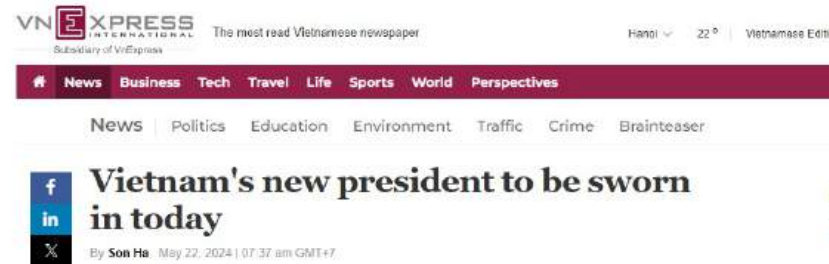 VNEXPRESS
INTERNATIONAL
Subsidiary of VnExpress
The most read Vietnamese newspaper
Hanoi 22° Vietnamese Editi
News Business Tech Travel Life Sports World Perspectives
News Politics Education Environment Traffic Crime Brainteaser
f
Vietnam's new president to be sworn
in
in today
X
By Son Ha May 22, 2024 | 07:37 am GMT+7